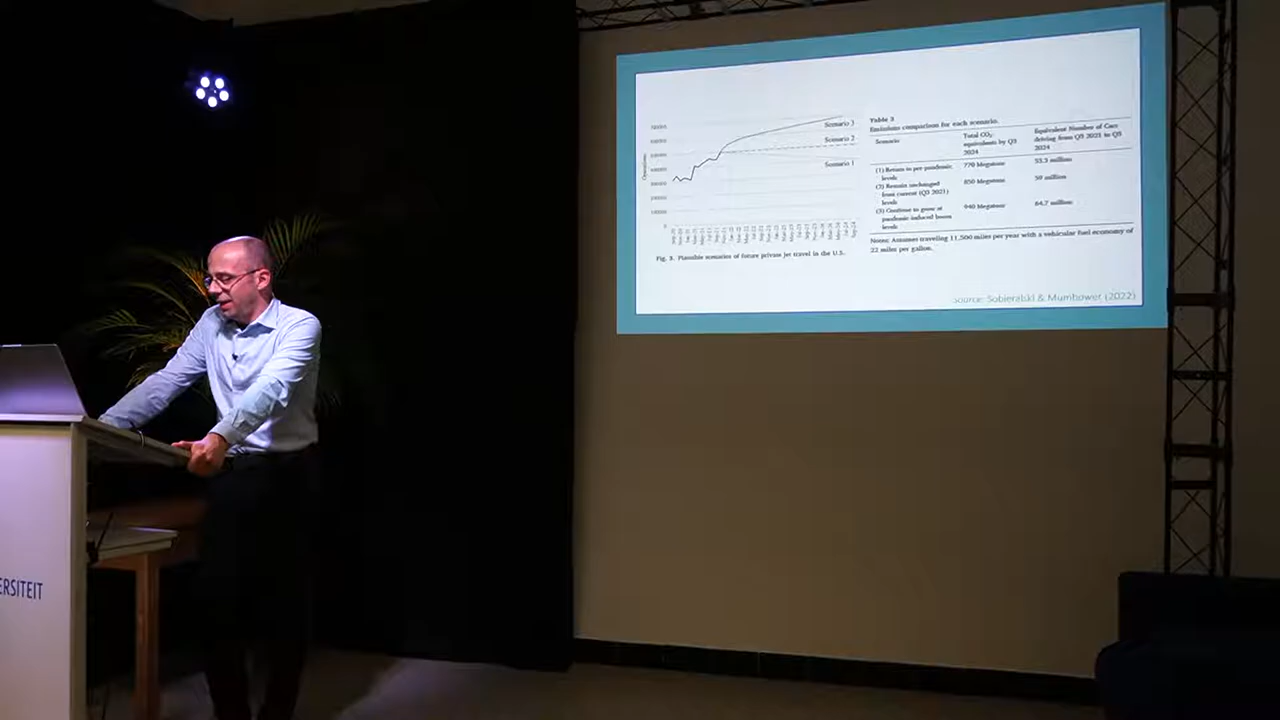 Scenario 3
Scenario 2
Scenario 1
Operations
0
Fig. 3. Plausible scenarios of future private jet travel in the U.S.
Table 3
Emissions comparison for each scenario.
Scenario
Total CO₂
equivalents by Q3
2024
Equivalent Number of Cars
driving from Q3 2021 to Q3
2024
(1) Return to pre-pandemic
levels
770 Megatons
53.3 million
(2) Remain unchanged
from current (Q3 2021)
levels
850 Megatons
59 million
(3) Continue to grow at
pandemic induced boom
levels
940 Megatons
64.7 million
Notes: Assumes traveling 11,500 miles per year with a vehicular fuel economy of
22 miles per gallon.
Source: Sobieralski & Mumbower (2022)
ERSITEIT